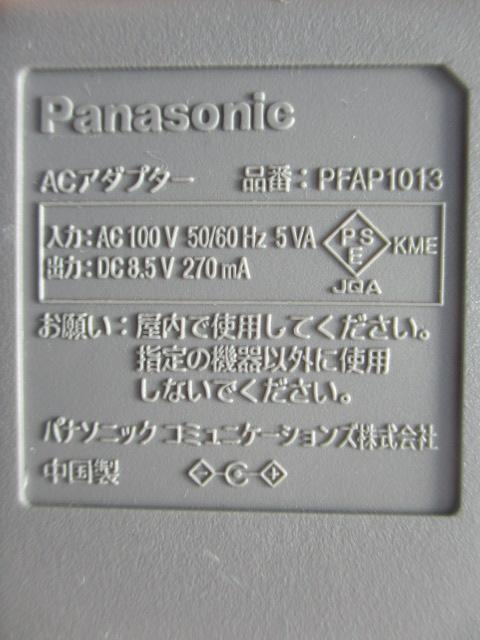 Panasonic
ACアダプター 品番：PFAP1013
入力：AC 100 V 50/60 Hz 5 VA
出力：DC 8.5 V 270 mA
PSE
KME
JQA
お願い：屋内で使用してください。
指定の機器以外に使用
しないでください。
パナソニック コミュニケーションズ株式会社
中国製